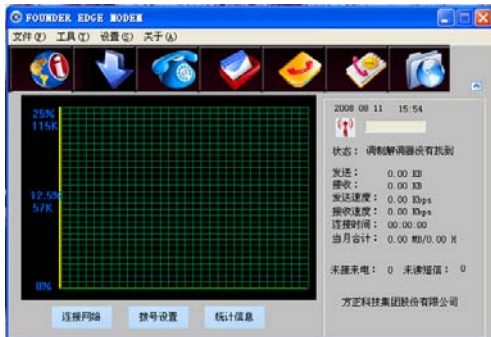 FOUNDER EDGE MODEM
文件(F) 工具(T) 设置(S) 关于(A)
25%
115K
12.5%
57K
0%
2008 08 11 15:54
状态： 调制解调器没有找到
发送： 0.00 KB
接收： 0.00 KB
发送速度： 0.00 Kbps
接收速度： 0.00 Kbps
连接时间： 00:00:00
当月合计： 0.00 MB/0.00 M
未接来电： 0 未读短信： 0
方正科技集团股份有限公司
连接网络 拨号设置 统计信息